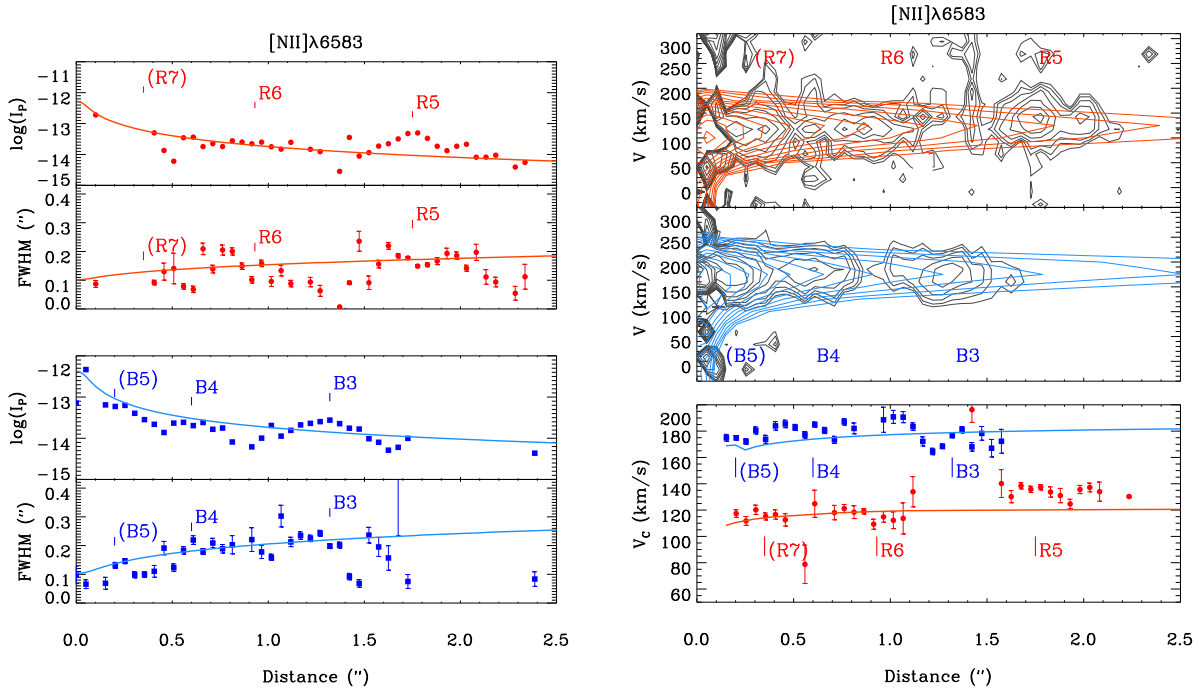 [NII]λ6583
log(Iₚ)
−11
−12
−13
−14
−15
(R7)
R6
R5
FWHM (″)
0.4
0.3
0.2
0.1
0.0
(R7)
R6
R5
log(Iₚ)
−12
−13
−14
−15
(B5)
B4
B3
FWHM (″)
0.4
0.3
0.2
0.1
0.0
(B5)
B4
B3
0.0 0.5 1.0 1.5 2.0 2.5
Distance (″)
[NII]λ6583
V (km/s)
300
250
200
150
100
50
0
(R7) R6 R5
V (km/s)
300
250
200
150
100
50
0
(B5) B4 B3
V_C (km/s)
200
180
160
140
120
100
80
60
(B5) B4 B3
(R7) R6 R5
0.0 0.5 1.0 1.5 2.0 2.5
Distance (″)